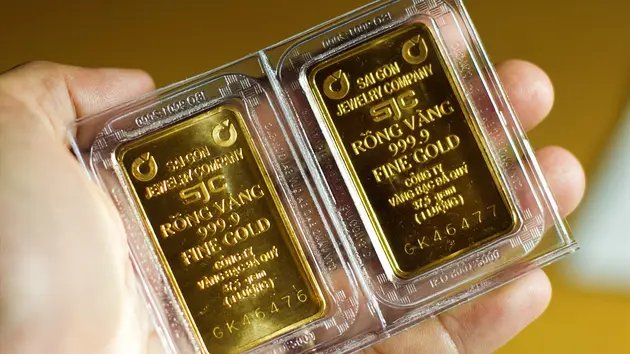 SAIGON
JEWELRY COMPANY
SJC
RỒNG VÀNG
999.9
FINE GOLD
CÔNG TY
VÀNG BẠC ĐÁ QUÝ
37,5 gram
(1 LƯỢNG)
GK46476
SAIGON
JEWELRY COMPANY
SJC
RỒNG VÀNG
999.9
FINE GOLD
CÔNG TY
VÀNG BẠC ĐÁ QUÝ
37,5 gram
(1 LƯỢNG)
GK46477